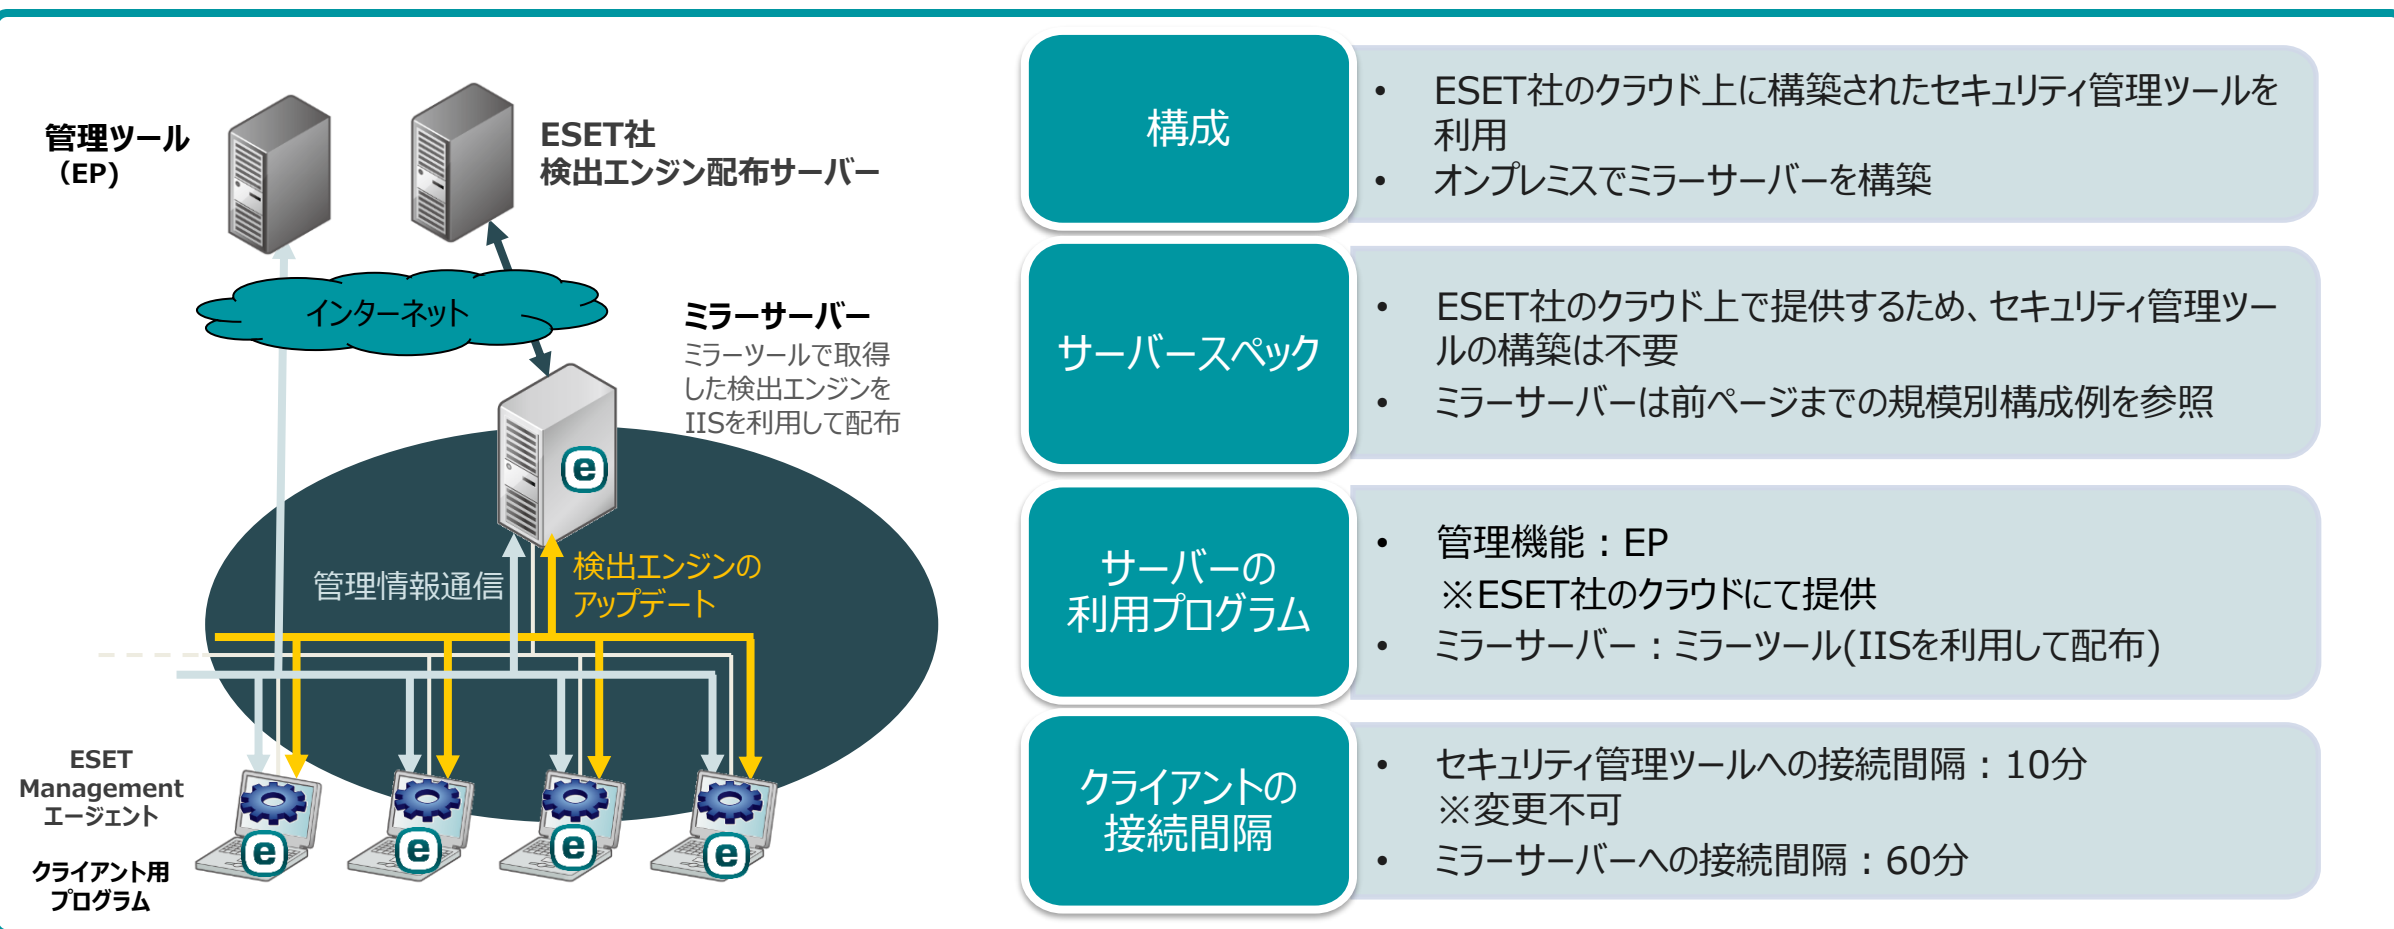 管理ツール
（EP)
ESET社
検出エンジン配布サーバー
インターネット
ミラーサーバー
ミラーツールで取得
した検出エンジンを
IISを利用して配布
e
管理情報通信
検出エンジンの
アップデート
ESET
Management
エージェント
クライアント用
プログラム
e
e
e
e
構成
• ESET社のクラウド上に構築されたセキュリティ管理ツールを
利用
• オンプレミスでミラーサーバーを構築
サーバースペック
• ESET社のクラウド上で提供するため、セキュリティ管理ツー
ルの構築は不要
• ミラーサーバーは前ページまでの規模別構成例を参照
サーバーの
利用プログラム
• 管理機能：EP
※ESET社のクラウドにて提供
• ミラーサーバー：ミラーツール(IISを利用して配布)
クライアントの
接続間隔
• セキュリティ管理ツールへの接続間隔：10分
※変更不可
• ミラーサーバーへの接続間隔：60分